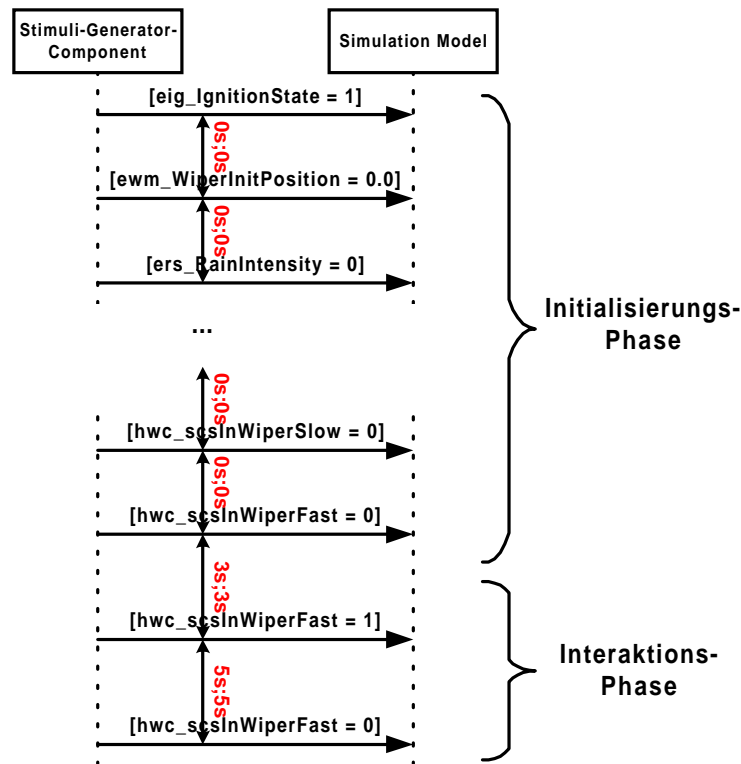 Stimuli-Generator-
Component
Simulation Model
[eig_IgnitionState = 1]
0s;0s
[ewm_WiperInitPosition = 0.0]
0s;0s
[ers_RainIntensity = 0]
...
Initialisierungs-
Phase
0s;0s
[hwc_scsInWiperSlow = 0]
0s;0s
[hwc_scsInWiperFast = 0]
3s;3s
[hwc_scsInWiperFast = 1]
5s;5s
Interaktions-
Phase
[hwc_scsInWiperFast = 0]